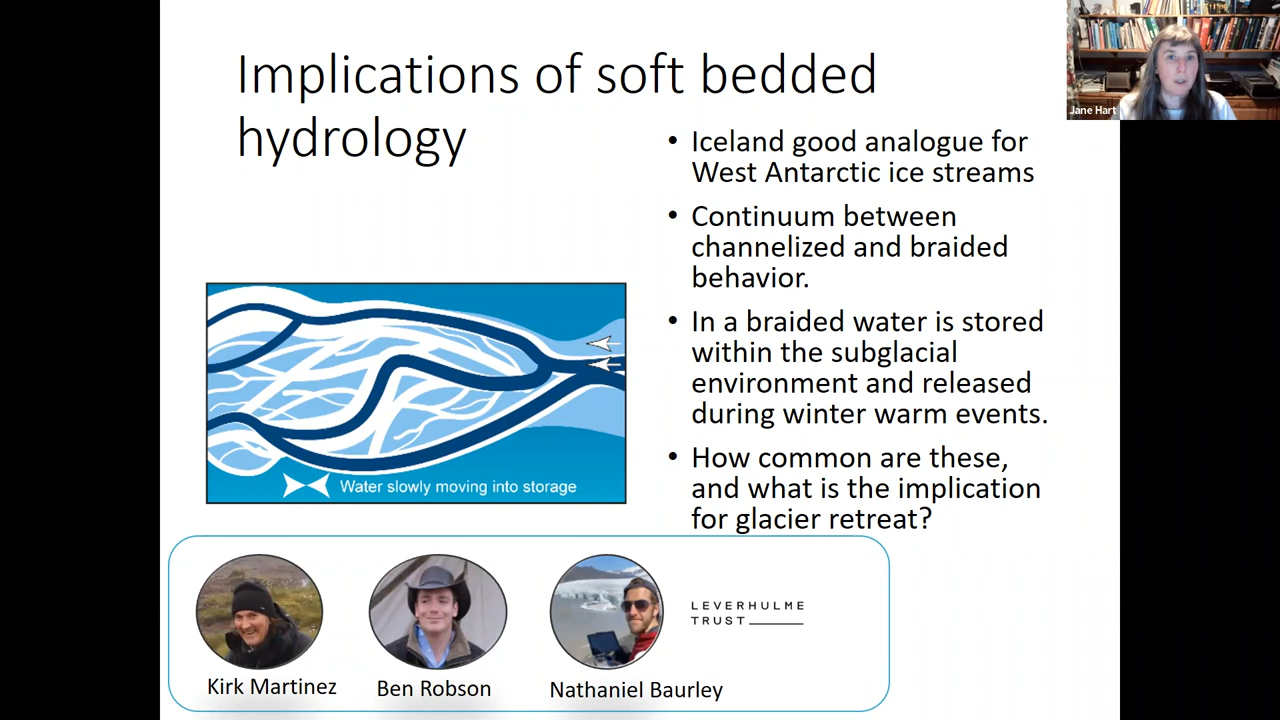 Implications of soft bedded
hydrology
Jane Hart
• Iceland good analogue for
West Antarctic ice streams
• Continuum between
channelized and braided
behavior.
• In a braided water is stored
within the subglacial
environment and released
during winter warm events.
• How common are these,
and what is the implication
for glacier retreat?
Water slowly moving into storage
LEVERHULME
TRUST
Kirk Martinez
Ben Robson
Nathaniel Baurley